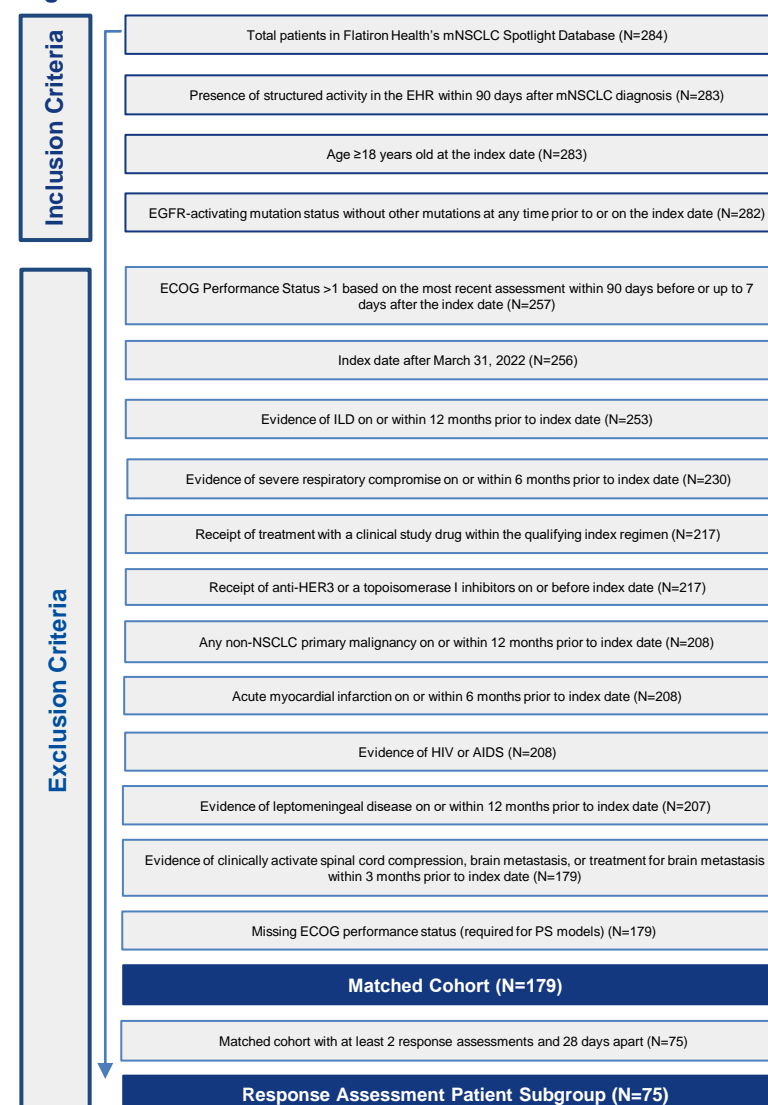 Inclusion Criteria
Total patients in Flatiron Health's mNSCLC Spotlight Database (N=284)
Presence of structured activity in the EHR within 90 days after mNSCLC diagnosis (N=283)
Age ≥18 years old at the index date (N=283)
EGFR-activating mutation status without other mutations at any time prior to or on the index date (N=282)
Exclusion Criteria
ECOG Performance Status >1 based on the most recent assessment within 90 days before or up to 7
days after the index date (N=257)
Index date after March 31, 2022 (N=256)
Evidence of ILD on or within 12 months prior to index date (N=253)
Evidence of severe respiratory compromise on or within 6 months prior to index date (N=230)
Receipt of treatment with a clinical study drug within the qualifying index regimen (N=217)
Receipt of anti-HER3 or a topoisomerase I inhibitors on or before index date (N=217)
Any non-NSCLC primary malignancy on or within 12 months prior to index date (N=208)
Acute myocardial infarction on or within 6 months prior to index date (N=208)
Evidence of HIV or AIDS (N=208)
Evidence of leptomeningeal disease on or within 12 months prior to index date (N=207)
Evidence of clinically activate spinal cord compression, brain metastasis, or treatment for brain metastasis
within 3 months prior to index date (N=179)
Missing ECOG performance status (required for PS models) (N=179)
Matched Cohort (N=179)
Matched cohort with at least 2 response assessments and 28 days apart (N=75)
Response Assessment Patient Subgroup (N=75)